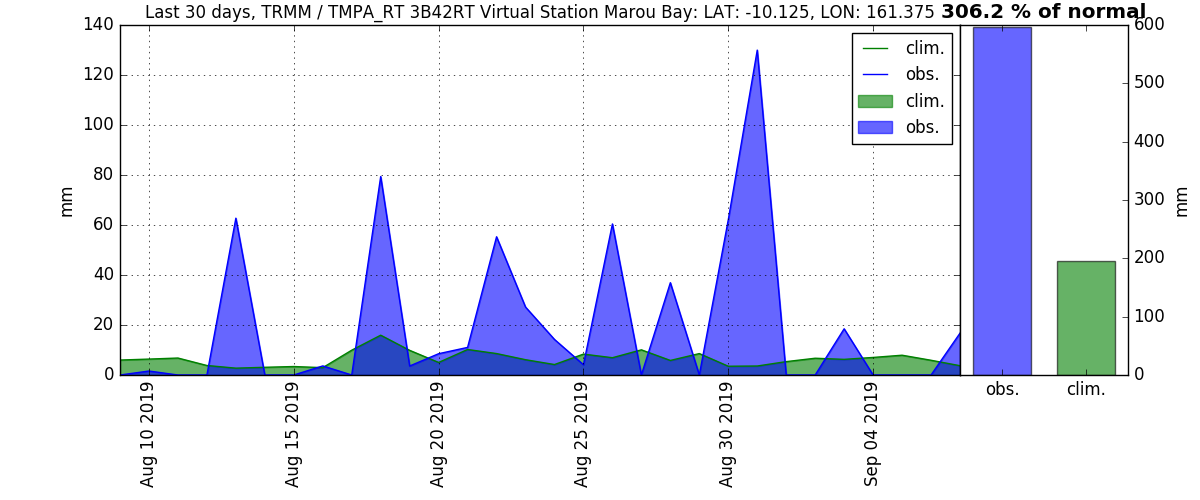 Last 30 days, TRMM / TMPA_RT 3B42RT Virtual Station Marou Bay: LAT: -10.125, LON: 161.375 306.2 % of normal
140
120
100
80
60
40
20
0
mm
clim.
obs.
clim.
obs.
Aug 10 2019
Aug 15 2019
Aug 20 2019
Aug 25 2019
Aug 30 2019
Sep 04 2019
600
500
400
300
200
100
0
mm
obs. clim.